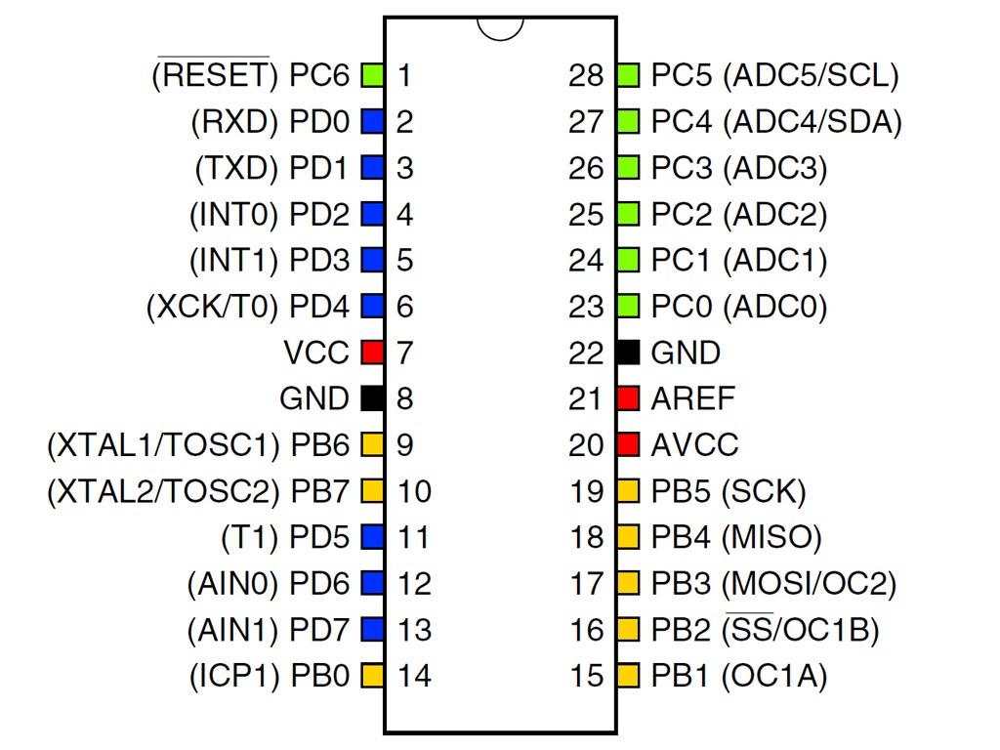 (RESET) PC6 1 28 PC5 (ADC5/SCL)
(RXD) PD0 2 27 PC4 (ADC4/SDA)
(TXD) PD1 3 26 PC3 (ADC3)
(INT0) PD2 4 25 PC2 (ADC2)
(INT1) PD3 5 24 PC1 (ADC1)
(XCK/T0) PD4 6 23 PC0 (ADC0)
VCC 7 22 GND
GND 8 21 AREF
(XTAL1/TOSC1) PB6 9 20 AVCC
(XTAL2/TOSC2) PB7 10 19 PB5 (SCK)
(T1) PD5 11 18 PB4 (MISO)
(AIN0) PD6 12 17 PB3 (MOSI/OC2)
(AIN1) PD7 13 16 PB2 (SS/OC1B)
(ICP1) PB0 14 15 PB1 (OC1A)